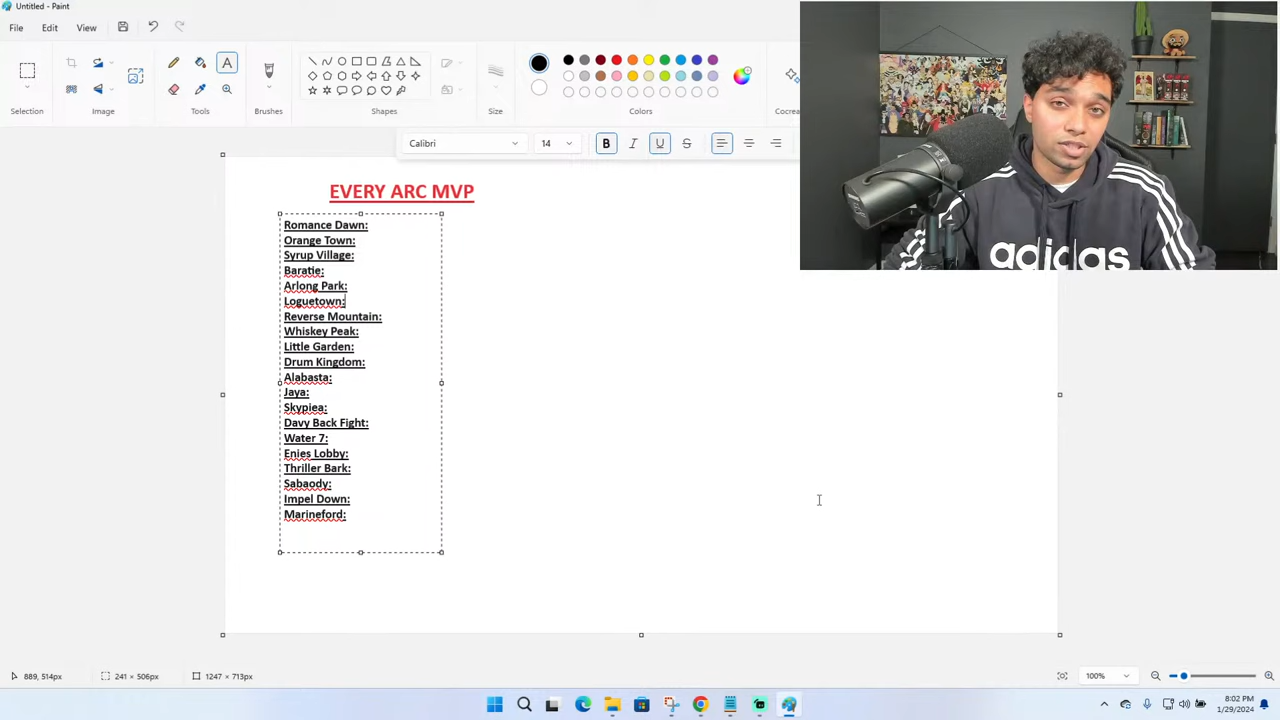 Untitled - Paint
File Edit View
Selection Image Tools Brushes Shapes Size Colors Cocrea
Calibri 14 B I U S
EVERY ARC MVP
Romance Dawn:
Orange Town:
Syrup Village:
Baratie:
Arlong Park:
Loguetown:
Reverse Mountain:
Whiskey Peak:
Little Garden:
Drum Kingdom:
Alabasta:
Jaya:
Skypiea:
Davy Back Fight:
Water 7:
Enies Lobby:
Thriller Bark:
Sabaody:
Impel Down:
Marineford:
adidas
889, 514px 241 × 506px 1247 × 713px 100%
8:02 PM
1/29/2024